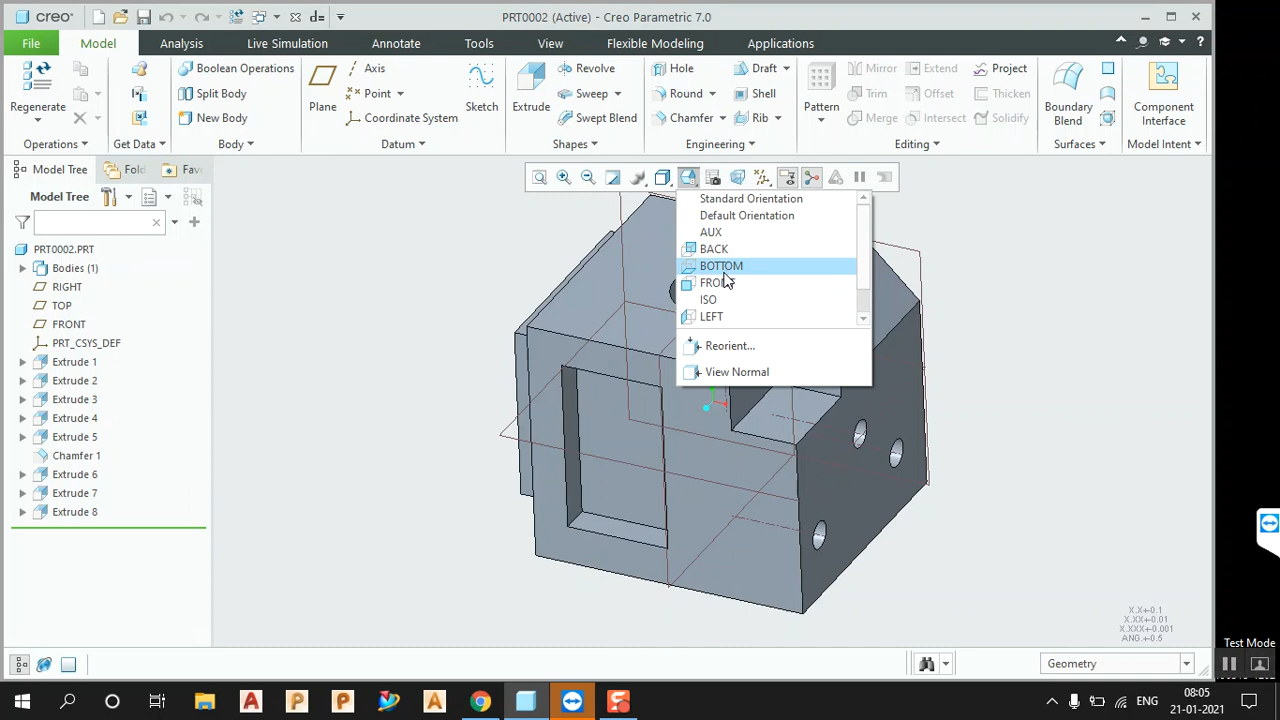 creo
PRT0002 (Active) - Creo Parametric 7.0
File Model Analysis Live Simulation Annotate Tools View Flexible Modeling Applications
Regenerate
Operations
Get Data
Boolean Operations
Split Body
New Body
Body
Plane
Axis
Point
Coordinate System
Sketch
Datum
Extrude
Revolve
Sweep
Swept Blend
Shapes
Hole
Round
Chamfer
Draft
Shell
Rib
Engineering
Pattern
Mirror
Trim
Merge
Extend
Offset
Intersect
Project
Thicken
Solidify
Editing
Boundary Blend
Surfaces
Component Interface
Model Intent
Model Tree Fold Fav
Model Tree
PRT0002.PRT
Bodies (1)
RIGHT
TOP
FRONT
PRT_CSYS_DEF
Extrude 1
Extrude 2
Extrude 3
Extrude 4
Extrude 5
Chamfer 1
Extrude 6
Extrude 7
Extrude 8
Standard Orientation
Default Orientation
AUX
BACK
BOTTOM
FRONT
ISO
LEFT
Reorient...
View Normal
X.X+-0.1
X.XX+-0.01
X.XXX+-0.001
ANG.+-0.5
Test Mode
Geometry
ENG
08:05
21-01-2021